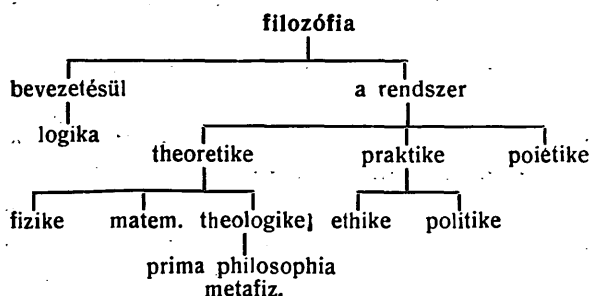 filozófia
bevezetésül a rendszer
logika
theoretike praktike poietike
fizike matem. theologike} ethike politike
prima philosophia
metafiz.